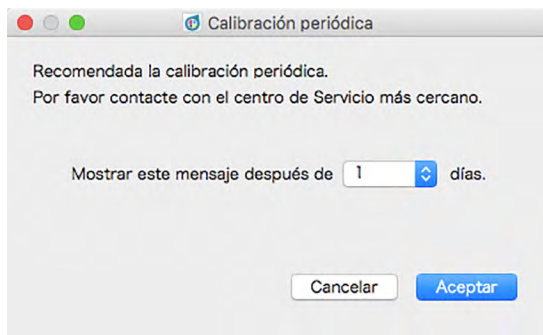 Calibración periódica
Recomendada la calibración periódica.
Por favor contacte con el centro de Servicio más cercano.
Mostrar este mensaje después de 1 días.
Cancelar Aceptar